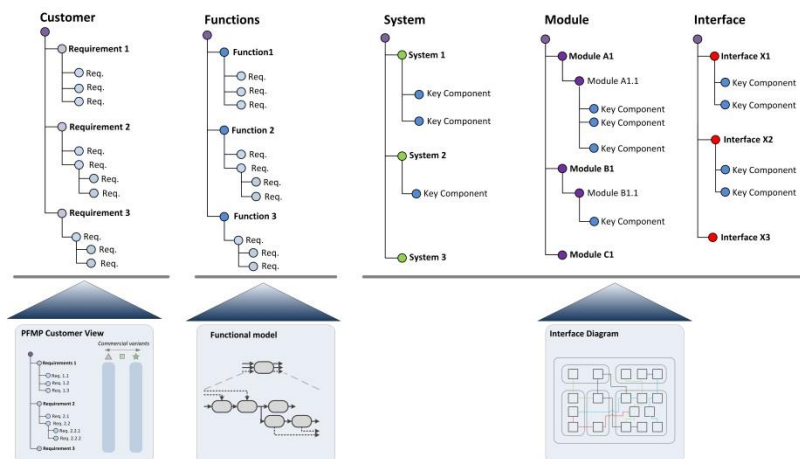 Customer
Requirement 1
Req.
Req.
Req.
Requirement 2
Req.
Req.
Req.
Req.
Requirement 3
Req.
Req.
Req.
Functions
Function1
Req.
Req.
Req.
Function 2
Req.
Req.
Req.
Req.
Function 3
Req.
Req.
Req.
System
System 1
Key Component
Key Component
System 2
Key Component
System 3
Module
Module A1
Module A1.1
Key Component
Key Component
Key Component
Module B1
Module B1.1
Key Component
Module C1
Interface
Interface X1
Key Component
Key Component
Interface X2
Key Component
Key Component
Interface X3
PFMP Customer View
Commercial variants
Requirements 1
Req. 1.1
Req. 1.2
Req. 1.3
Requirement 2
Req. 2.1
Req. 2.2
Req. 2.2.1
Req. 2.2.2
Requirement 3
Functional model
Interface Diagram